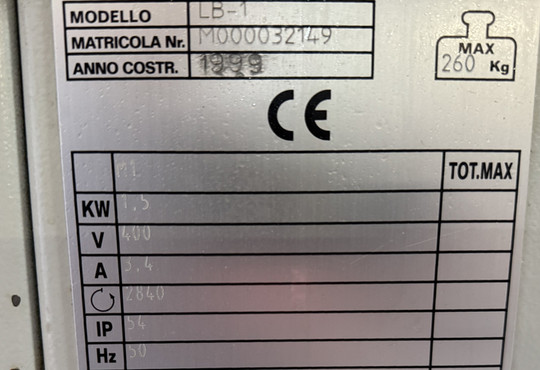 MODELLO LB-1
MATRICOLA Nr. M000032149
ANNO COSTR. 1999
MAX
260 Kg
CE
M1 TOT.MAX
KW 1,5
V 400
A 3.4
2840
IP 54
Hz 50